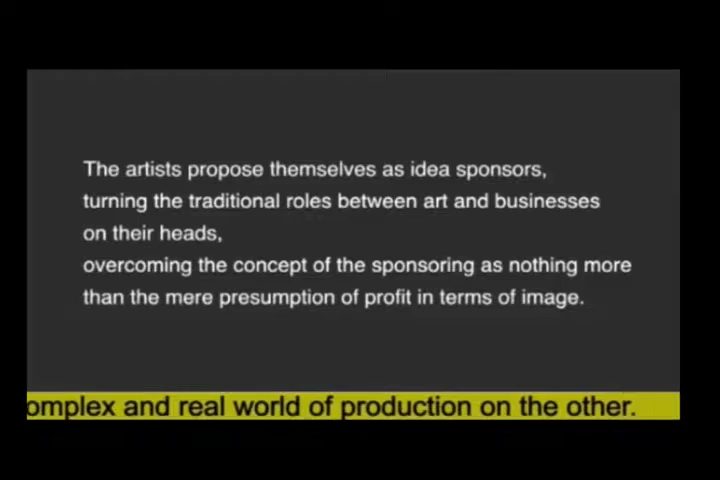 The artists propose themselves as idea sponsors,
turning the traditional roles between art and businesses
on their heads,
overcoming the concept of the sponsoring as nothing more
than the mere presumption of profit in terms of image.
omplex and real world of production on the other.